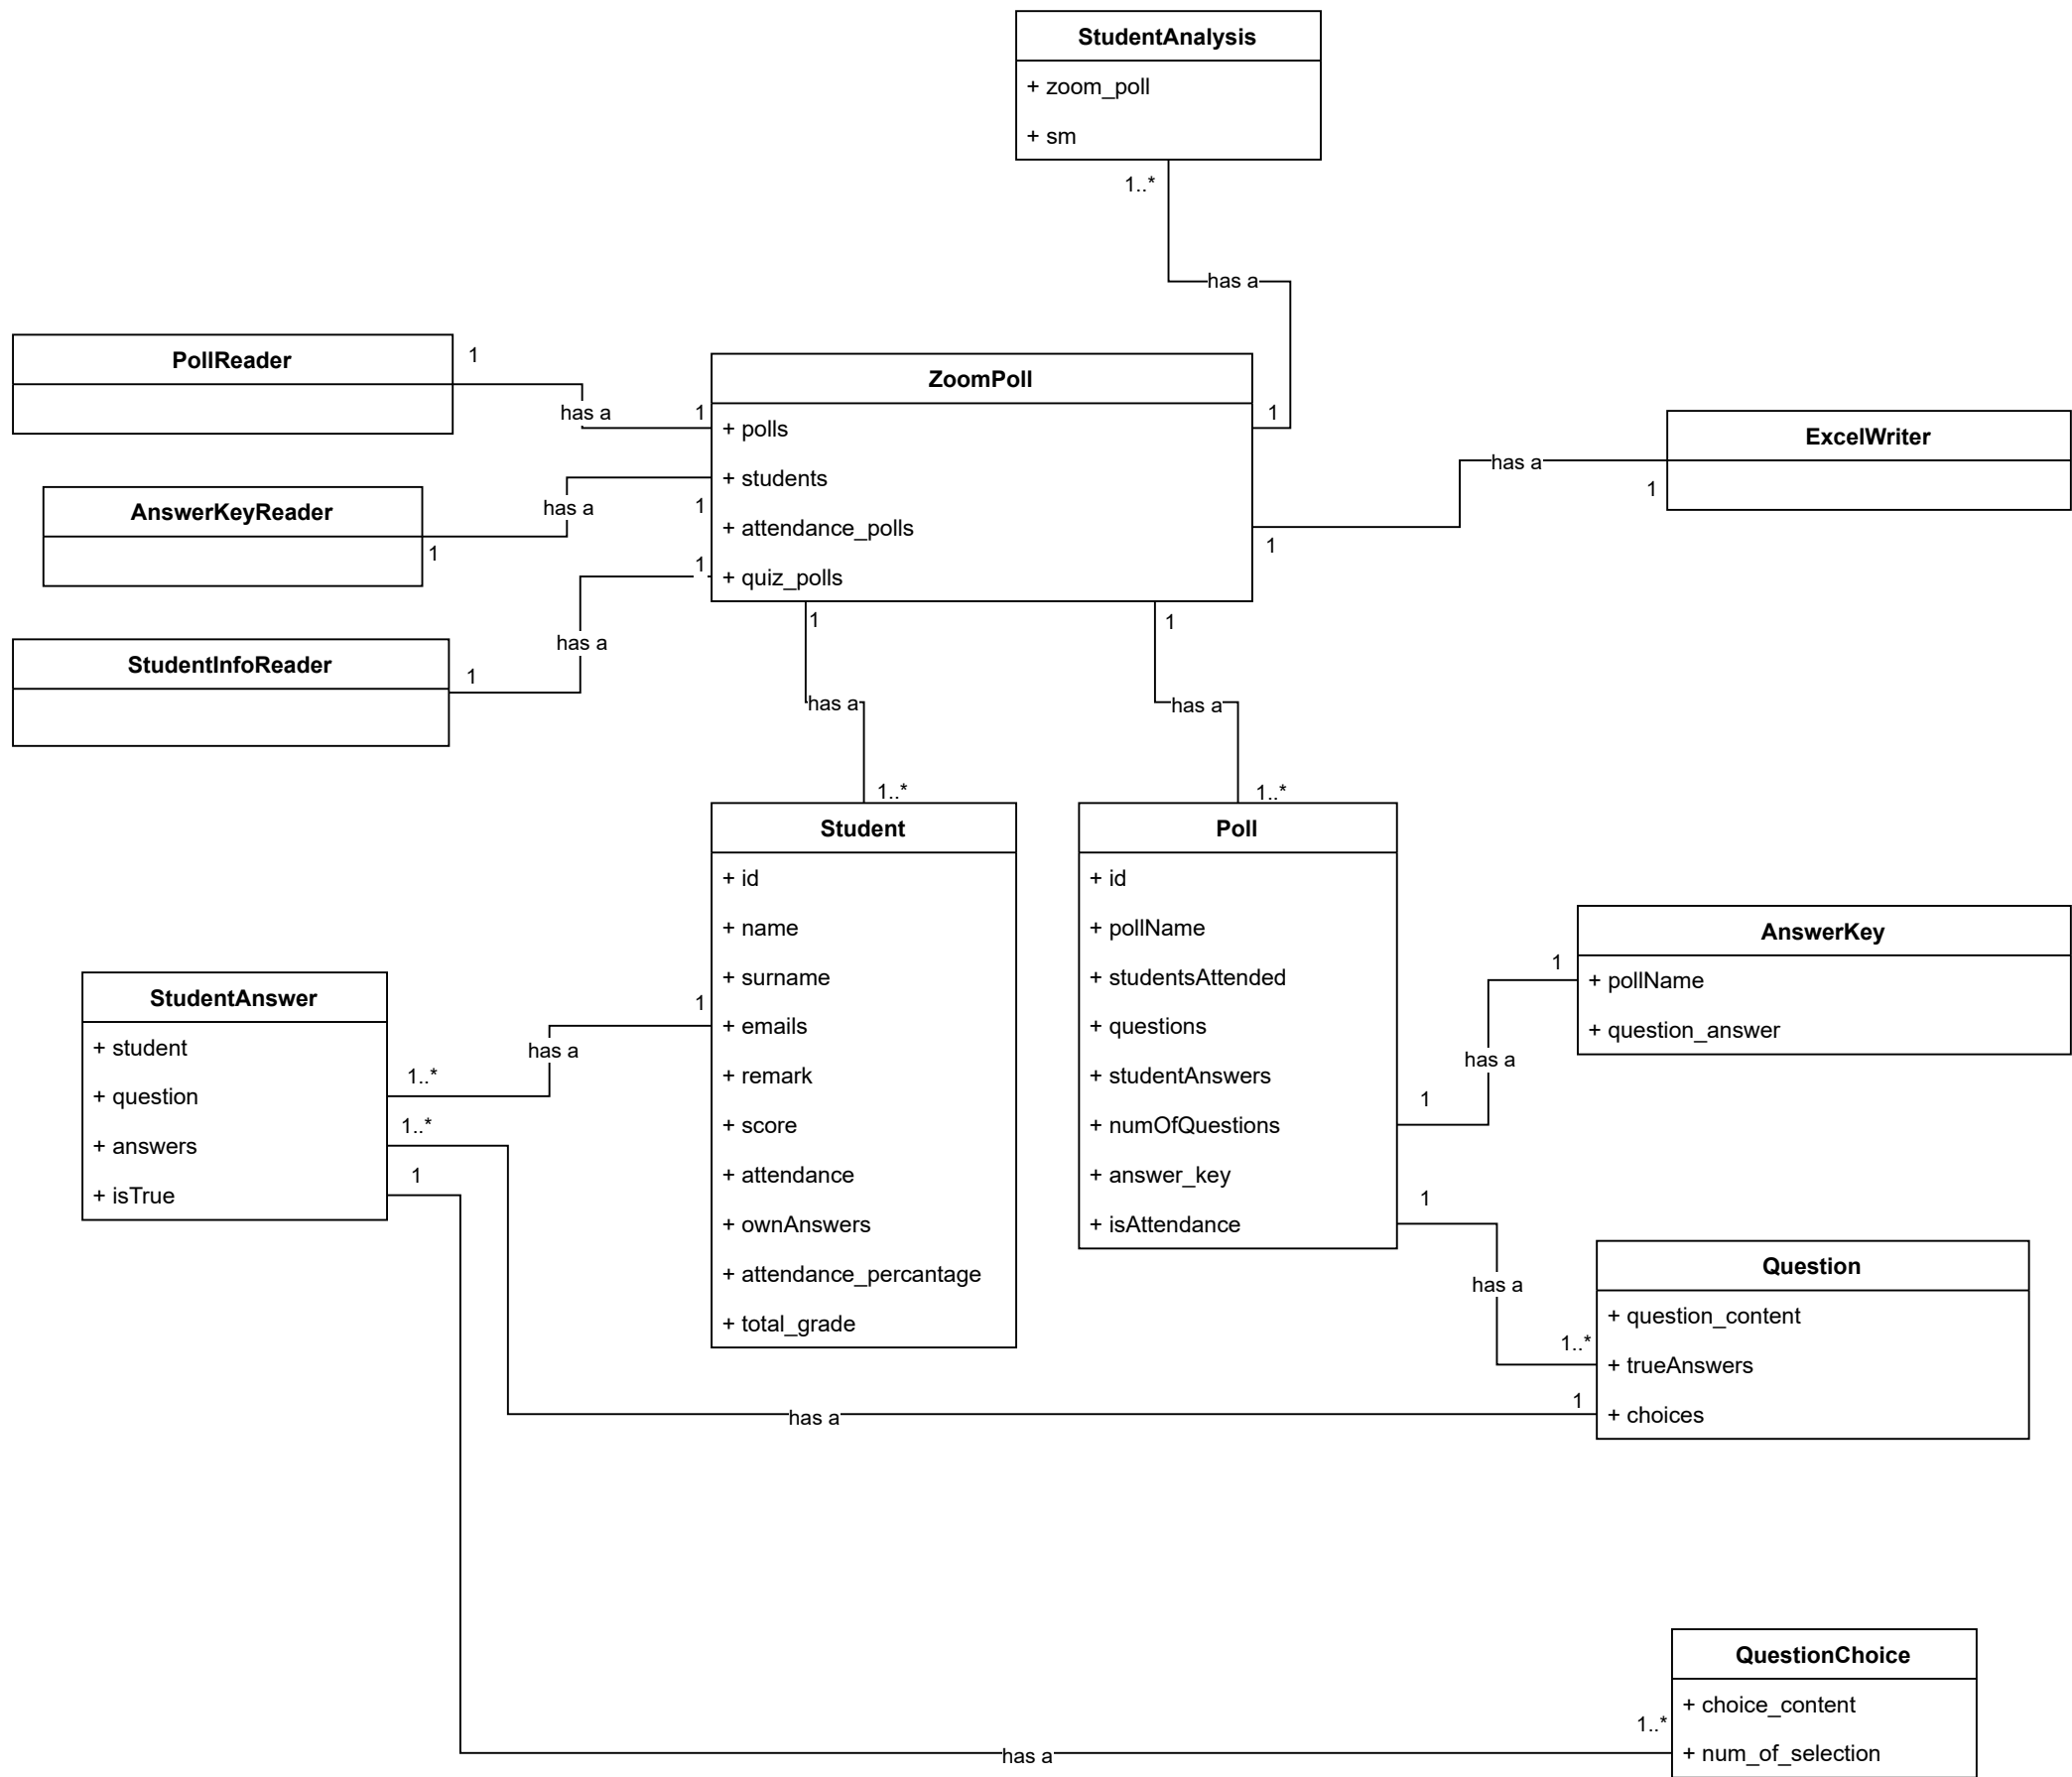 StudentAnalysis
+ zoom_poll
+ sm
1..*
has a
PollReader
1
has a
1
ZoomPoll
+ polls
+ students
+ attendance_polls
+ quiz_polls
1
ExcelWriter
has a
1
1
AnswerKeyReader
1
has a
1
StudentInfoReader
1
has a
1
1
has a
1..*
1
has a
1..*
Student
+ id
+ name
+ surname
+ emails
+ remark
+ score
+ attendance
+ ownAnswers
+ attendance_percantage
+ total_grade
Poll
+ id
+ pollName
+ studentsAttended
+ questions
+ studentAnswers
+ numOfQuestions
+ answer_key
+ isAttendance
AnswerKey
+ pollName
+ question_answer
1
has a
1
StudentAnswer
+ student
+ question
+ answers
+ isTrue
1
has a
1..*
1..*
1
1
has a
1..*
Question
+ question_content
+ trueAnswers
+ choices
1
has a
QuestionChoice
+ choice_content
+ num_of_selection
1..*
has a